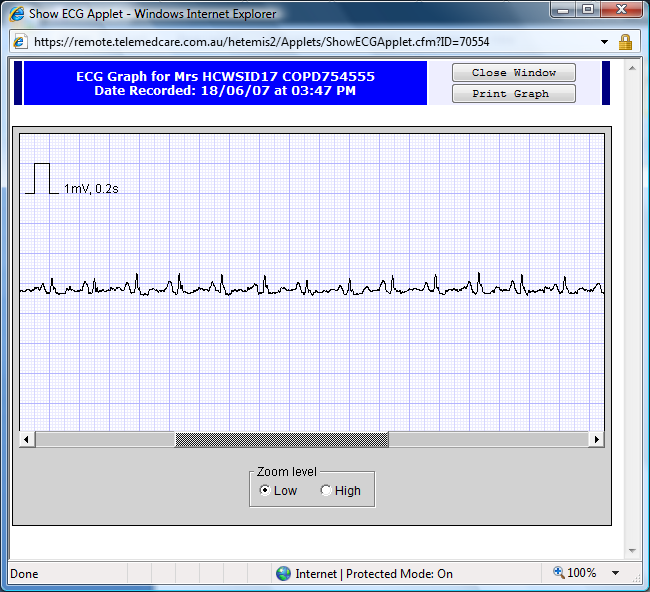 Show ECG Applet - Windows Internet Explorer
https://remote.telemedcare.com.au/hetemis2/Applets/ShowECGApplet.cfm?ID=70554
ECG Graph for Mrs HCWSID17 COPD754555
Date Recorded: 18/06/07 at 03:47 PM
Close Window
Print Graph
1mV, 0.2s
Zoom level
Low
High
Done
Internet | Protected Mode: On
100%